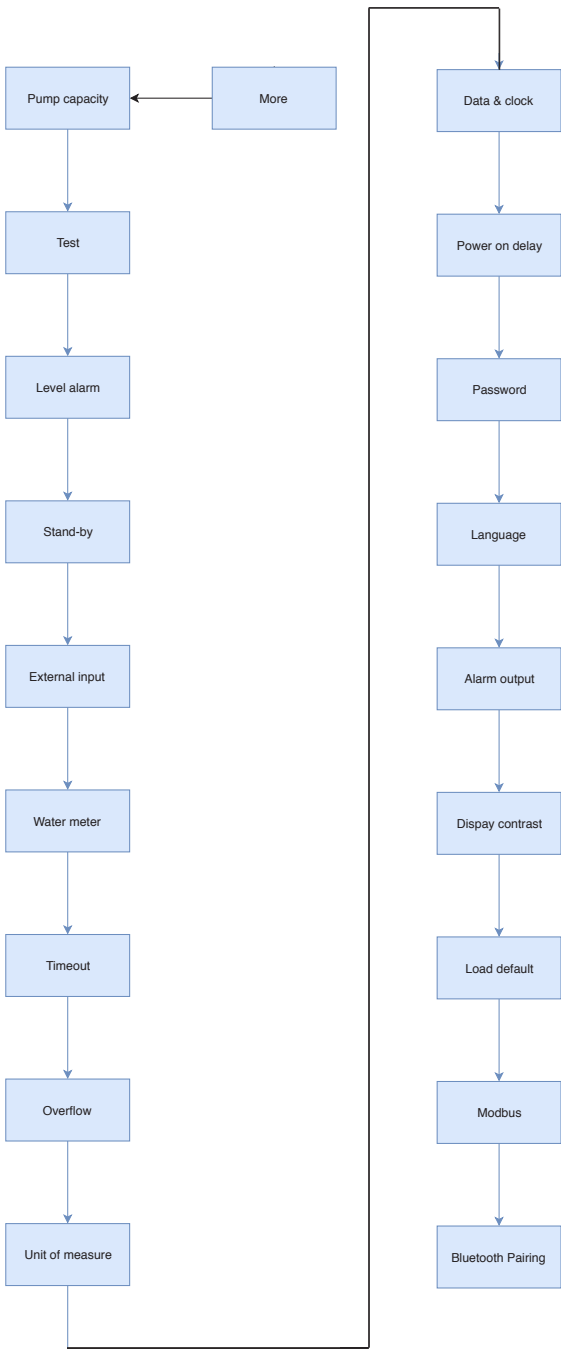 Pump capacity
More
Test
Level alarm
Stand-by
External input
Water meter
Timeout
Overflow
Unit of measure
Data & clock
Power on delay
Password
Language
Alarm output
Dispay contrast
Load default
Modbus
Bluetooth Pairing